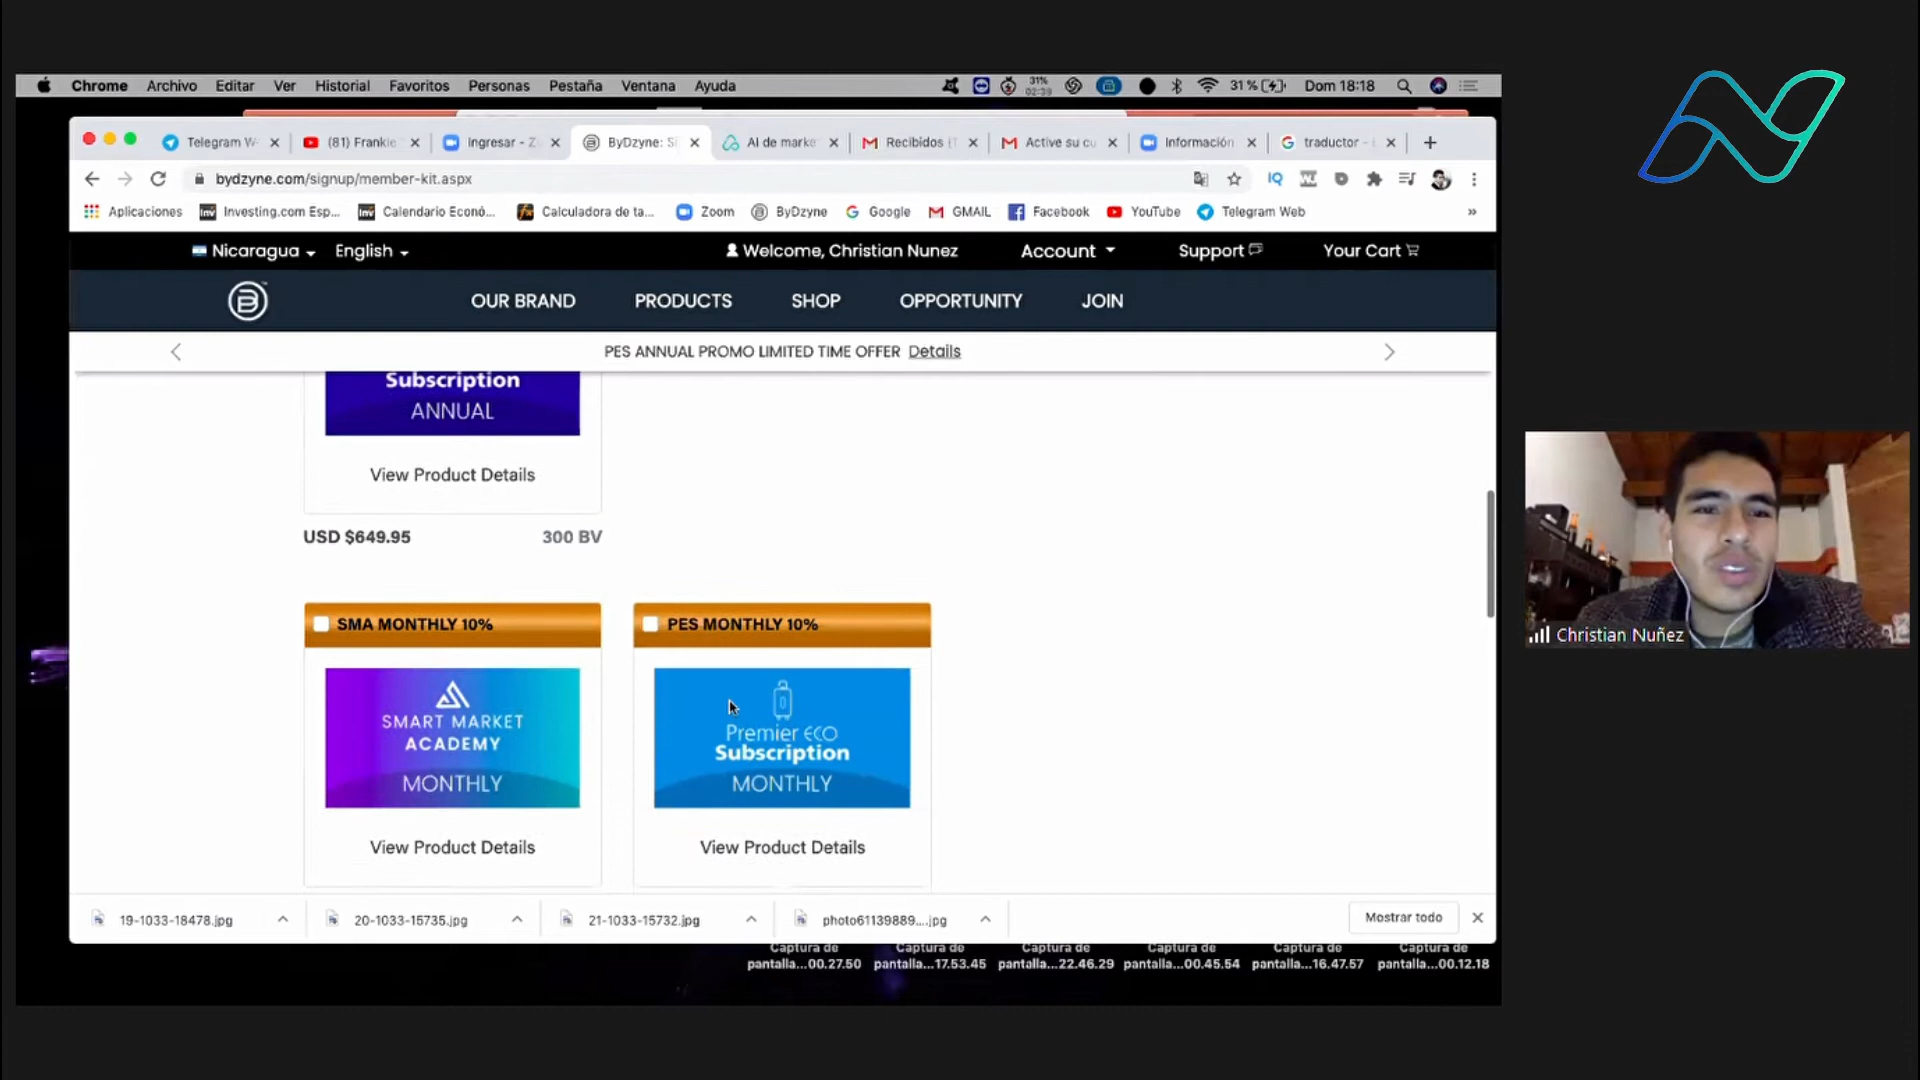 Chrome Archivo Editar Ver Historial Favoritos Personas Pestaña Ventana Ayuda 31% 02:39 31% Dom 18:18
Telegram W (81) Frankie Ingresar - Z ByDzyne: Si AI de marke Recibidos (1 Active su cu Información traductor -
bydzyne.com/signup/member-kit.aspx
Aplicaciones Investing.com Esp... Calendario Econó... Calculadora de ta... Zoom ByDzyne Google GMAIL Facebook YouTube Telegram Web »
Nicaragua English Welcome, Christian Nunez Account Support Your Cart
OUR BRAND PRODUCTS SHOP OPPORTUNITY JOIN
PES ANNUAL PROMO LIMITED TIME OFFER Details
Subscription
ANNUAL
View Product Details
USD $649.95 300 BV
SMA MONTHLY 10%
SMART MARKET
ACADEMY
MONTHLY
View Product Details
PES MONTHLY 10%
Premier ECO
Subscription
MONTHLY
View Product Details
19-1033-18478.jpg 20-1033-15735.jpg 21-1033-15732.jpg photo61139889....jpg Mostrar todo
Captura de pantalla...00.27.50
Captura de pantalla...17.53.45
Captura de pantalla...22.46.29
Captura de pantalla...00.45.54
Captura de pantalla...16.47.57
Captura de pantalla...00.12.18
Christian Nuñez